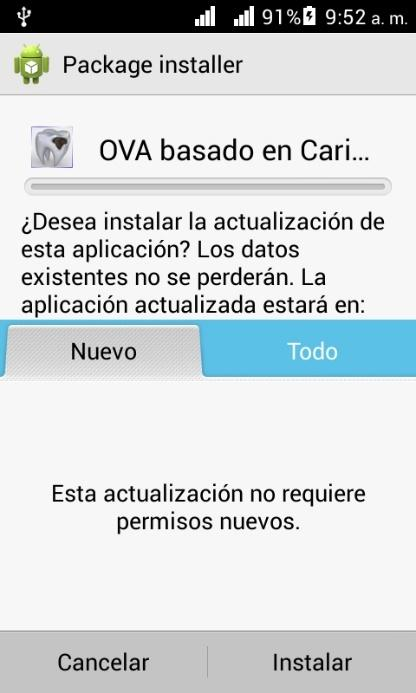 91% 9:52 a. m.
Package installer
OVA basado en Cari...
¿Desea instalar la actualización de
esta aplicación? Los datos
existentes no se perderán. La
aplicación actualizada estará en:
Nuevo Todo
Esta actualización no requiere
permisos nuevos.
Cancelar Instalar